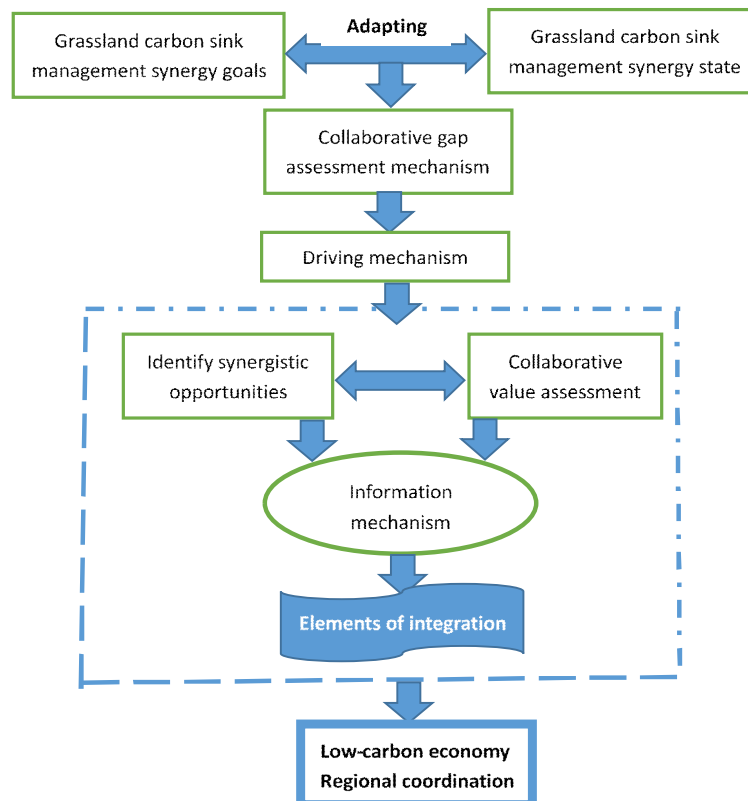 Adapting
Grassland carbon sink
management synergy goals
Grassland carbon sink
management synergy state
Collaborative gap
assessment mechanism
Driving mechanism
Identify synergistic
opportunities
Collaborative
value assessment
Information
mechanism
Elements of integration
Low-carbon economy
Regional coordination